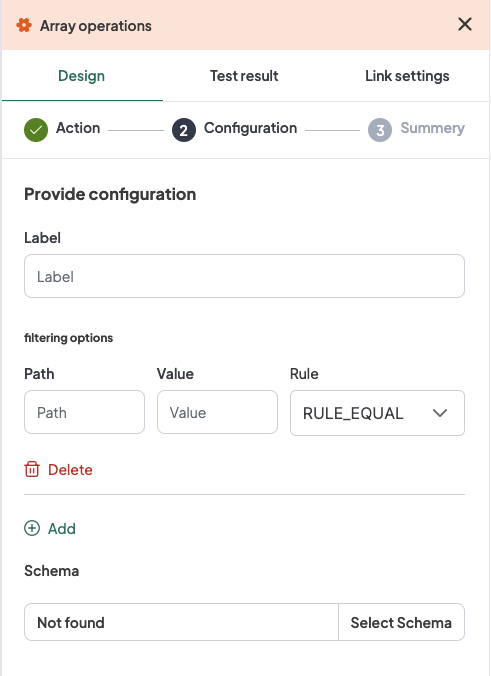 Array operations
Design Test result Link settings
Action 2 Configuration 3 Summery
Provide configuration
Label
Label
filtering options
Path Value Rule
Path Value RULE_EQUAL
Delete
Add
Schema
Not found Select Schema